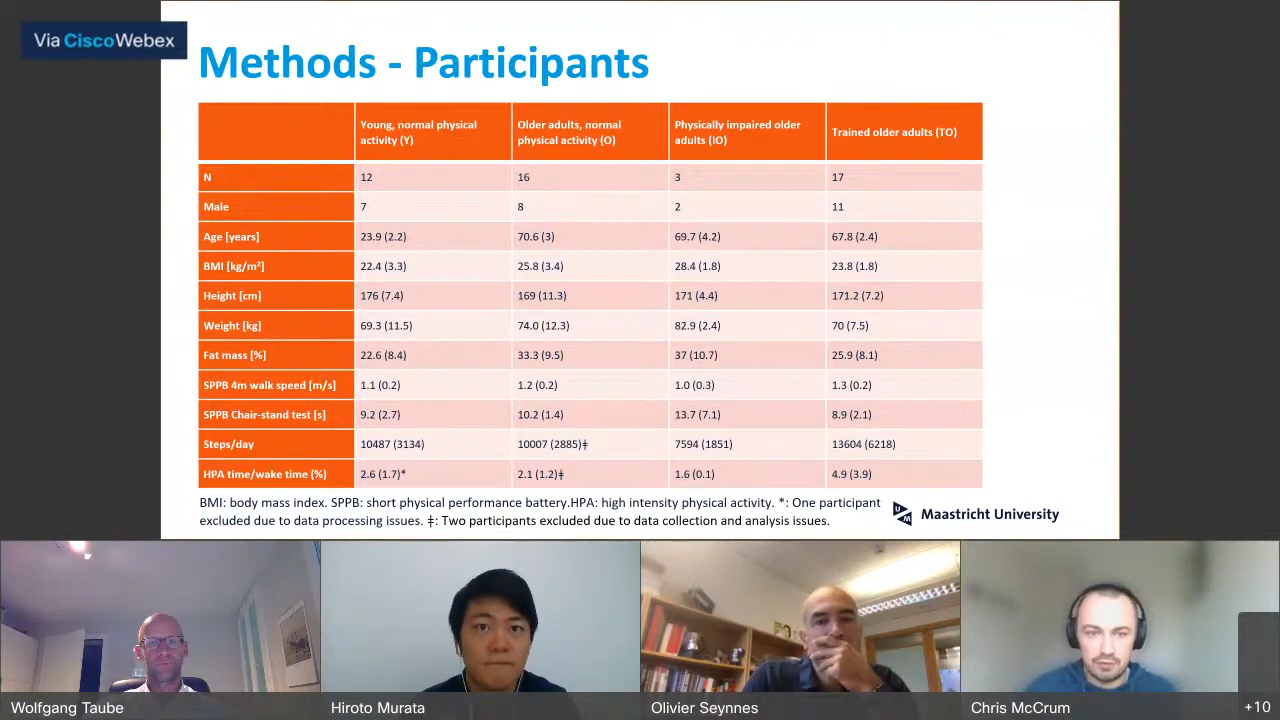 Via Cisco Webex
Methods - Participants
Young, normal physical activity (Y) Older adults, normal physical activity (O) Physically impaired older adults (IO) Trained older adults (TO)
N 12 16 3 17
Male 7 8 2 11
Age [years] 23.9 (2.2) 70.6 (3) 69.7 (4.2) 67.8 (2.4)
BMI [kg/m²] 22.4 (3.3) 25.8 (3.4) 28.4 (1.8) 23.8 (1.8)
Height [cm] 176 (7.4) 169 (11.3) 171 (4.4) 171.2 (7.2)
Weight [kg] 69.3 (11.5) 74.0 (12.3) 82.9 (2.4) 70 (7.5)
Fat mass [%] 22.6 (8.4) 33.3 (9.5) 37 (10.7) 25.9 (8.1)
SPPB 4m walk speed [m/s] 1.1 (0.2) 1.2 (0.2) 1.0 (0.3) 1.3 (0.2)
SPPB Chair-stand test [s] 9.2 (2.7) 10.2 (1.4) 13.7 (7.1) 8.9 (2.1)
Steps/day 10487 (3134) 10007 (2885)ǂ 7594 (1851) 13604 (6218)
HPA time/wake time (%) 2.6 (1.7)* 2.1 (1.2)ǂ 1.6 (0.1) 4.9 (3.9)
BMI: body mass index. SPPB: short physical performance battery.HPA: high intensity physical activity. *: One participant
excluded due to data processing issues. ǂ: Two participants excluded due to data collection and analysis issues.
UM Maastricht University
Wolfgang Taube Hiroto Murata Olivier Seynnes Chris McCrum +10